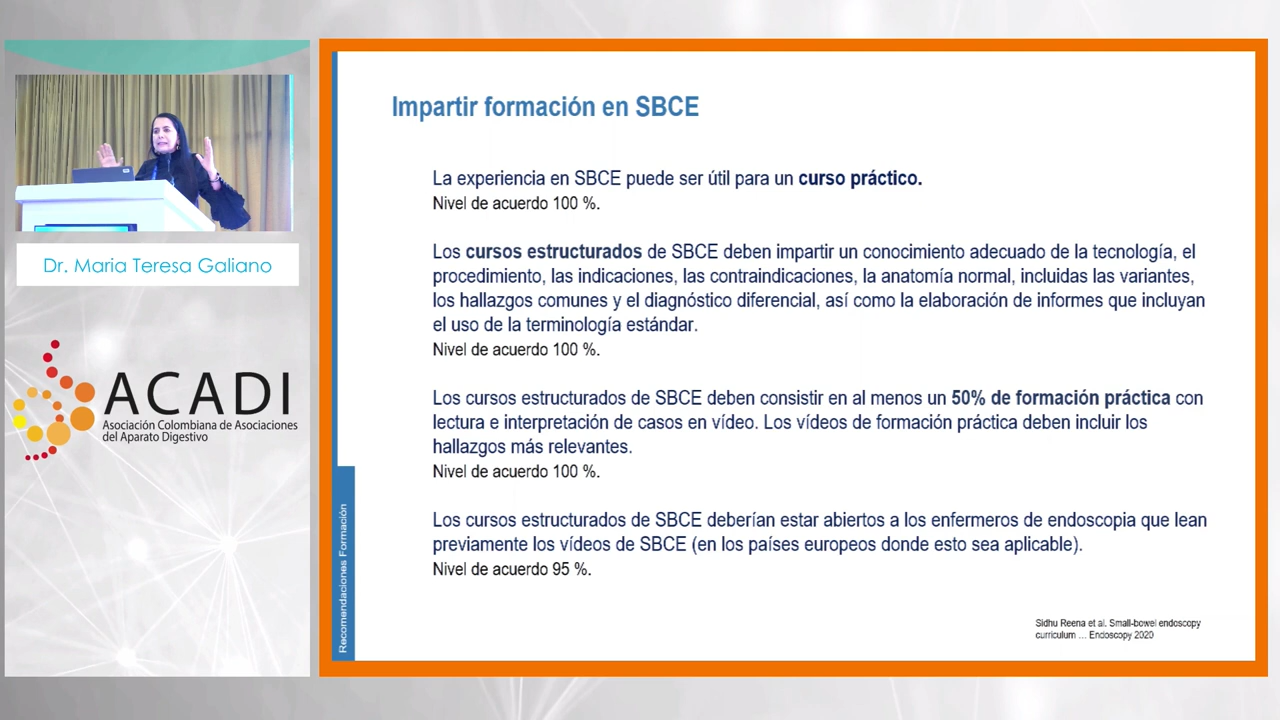 Dr. Maria Teresa Galiano
ACADI
Asociación Colombiana de Asociaciones
del Aparato Digestivo
Impartir formación en SBCE
La experiencia en SBCE puede ser útil para un curso práctico.
Nivel de acuerdo 100 %.
Los cursos estructurados de SBCE deben impartir un conocimiento adecuado de la tecnología, el
procedimiento, las indicaciones, las contraindicaciones, la anatomía normal, incluidas las variantes,
los hallazgos comunes y el diagnóstico diferencial, así como la elaboración de informes que incluyan
el uso de la terminología estándar.
Nivel de acuerdo 100 %.
Los cursos estructurados de SBCE deben consistir en al menos un 50% de formación práctica con
lectura e interpretación de casos en vídeo. Los vídeos de formación práctica deben incluir los
hallazgos más relevantes.
Nivel de acuerdo 100 %.
Los cursos estructurados de SBCE deberían estar abiertos a los enfermeros de endoscopia que lean
previamente los vídeos de SBCE (en los países europeos donde esto sea aplicable).
Nivel de acuerdo 95 %.
Recomendaciones Formación
Sidhu Reena et al. Small-bowel endoscopy
curriculum ... Endoscopy 2020